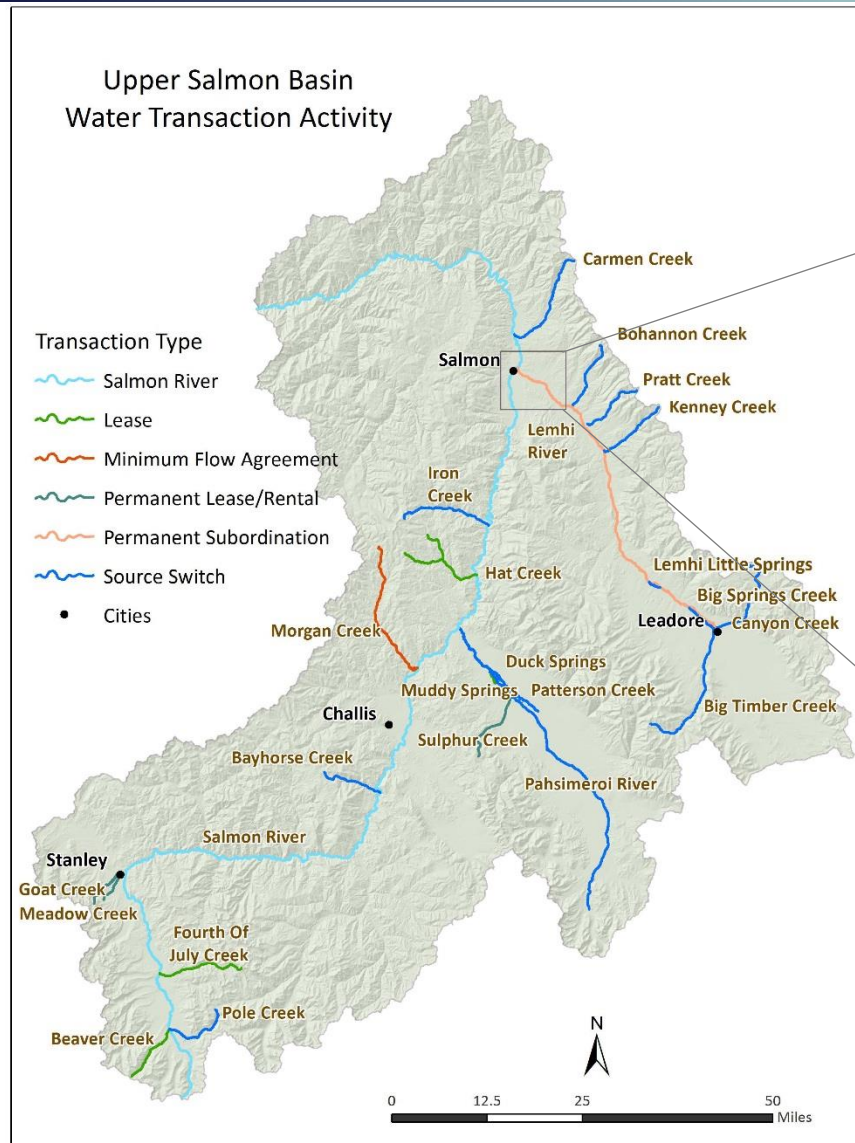 Upper Salmon Basin
Water Transaction Activity
Carmen Creek
Bohannon Creek
Salmon
Pratt Creek
Kenney Creek
Lemhi
River
Transaction Type
Salmon River
Lease
Minimum Flow Agreement
Permanent Lease/Rental
Permanent Subordination
Source Switch
Cities
Iron
Creek
Hat Creek
Lemhi Little Springs
Big Springs Creek
Leadore
Canyon Creek
Morgan Creek
Duck Springs
Muddy Springs
Patterson Creek
Big Timber Creek
Challis
Sulphur Creek
Bayhorse Creek
Pahsimeroi River
Salmon River
Stanley
Goat Creek
Meadow Creek
Fourth Of
July Creek
Pole Creek
Beaver Creek
N
0 12.5 25 50
Miles